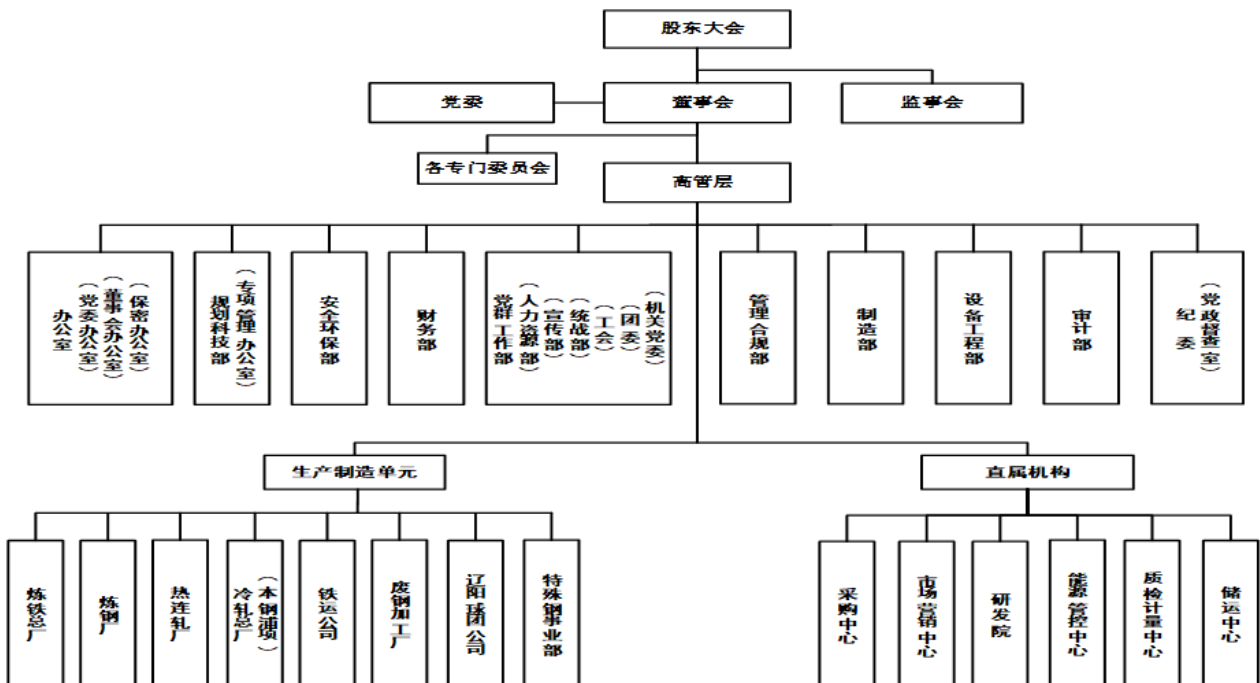 股东大会
党委
董事会
监事会
各专门委员会
高管层
办公室
（党委办公室）
（董事会办公室）
（保密办公室）
规划科技部
（专项管理办公室）
安全环保部
财务部
党群工作部
（人力资源部）
（宣传部）
（统战部）
（工会）
（团委）
（机关党委）
管理合规部
制造部
设备工程部
审计部
纪委
（党政督查室）
生产制造单元
直属机构
炼铁总厂
炼钢厂
热连轧厂
冷轧总厂
（本钢浦项）
铁运公司
废钢加工厂
辽阳球团公司
特殊钢事业部
采购中心
市场营销中心
研发院
能源管控中心
质检计量中心
储运中心